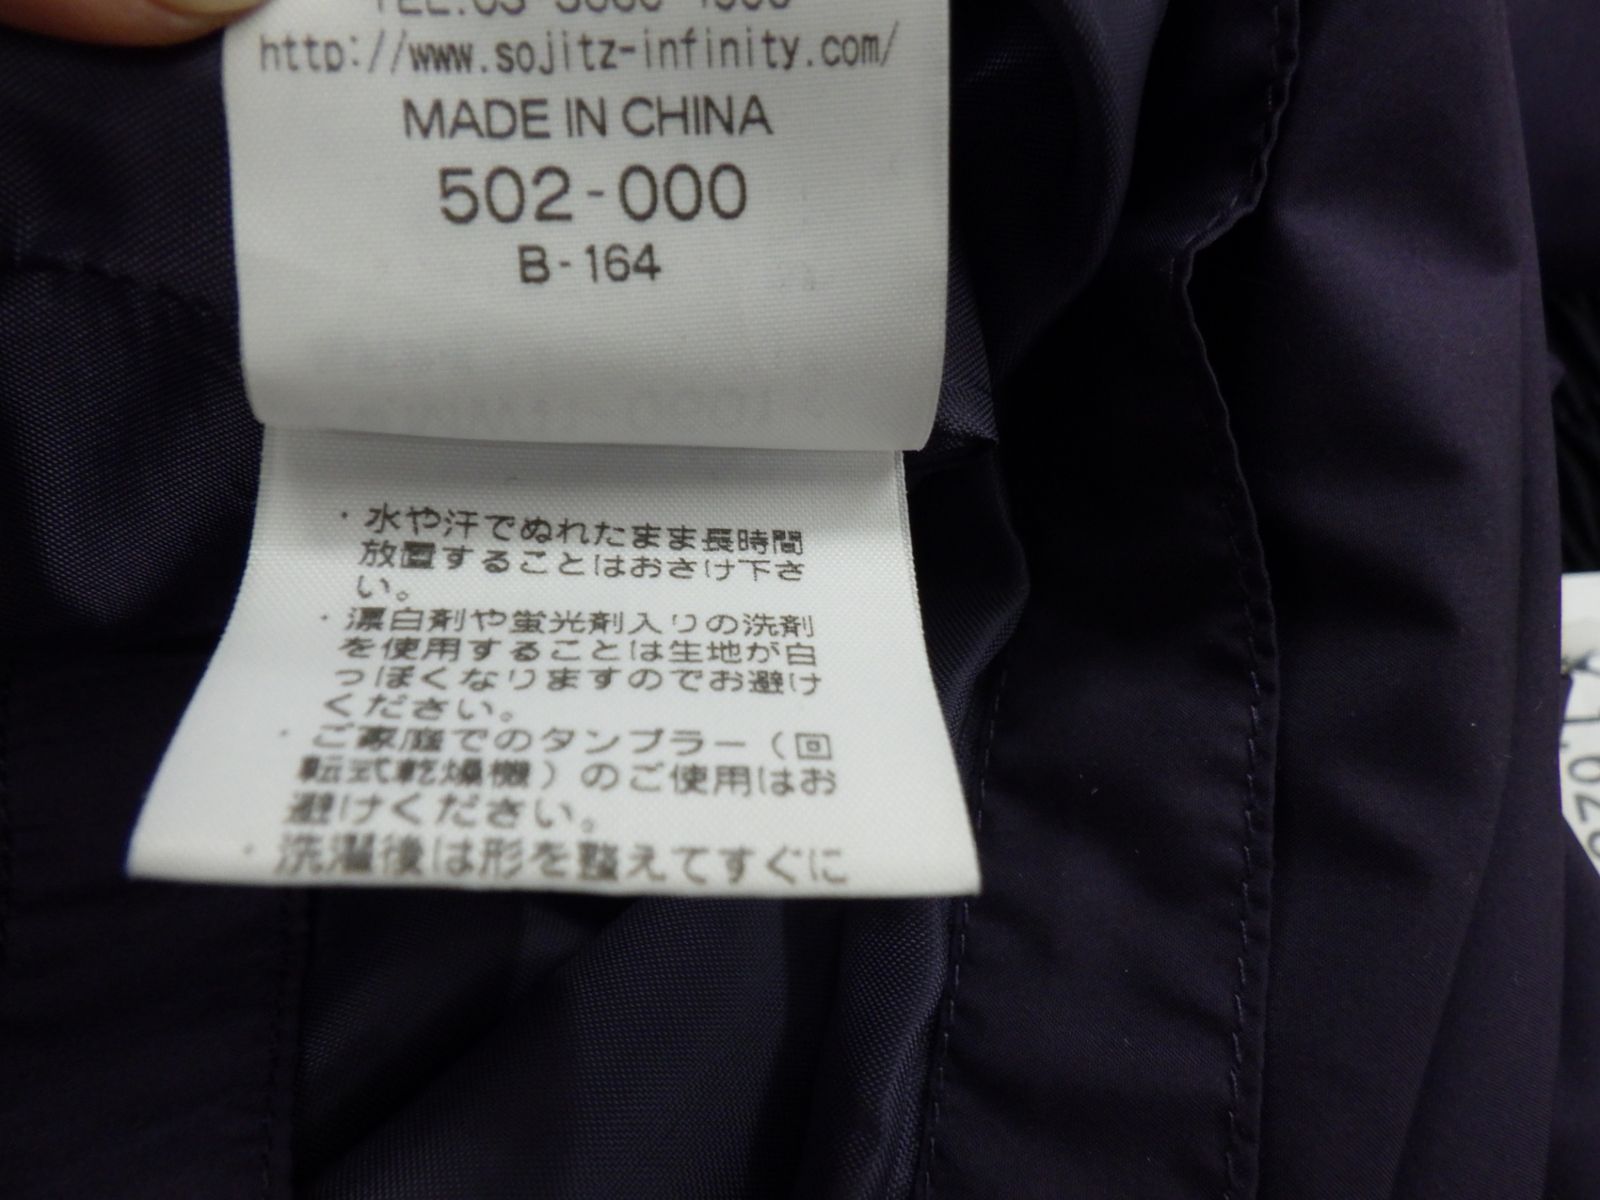 http://www.sojitz-infinity.com/
MADE IN CHINA
502-000
B-164
・水や汗でぬれたまま長時間
放置することはおさけ下さ
い。
・漂白剤や蛍光剤入りの洗剤
を使用することは生地が白
っぽくなりますのでお避け
ください。
・ご家庭でのタンブラー(回
転式乾燥機)のご使用はお
避けください。
・洗濯後は形を整えてすぐに